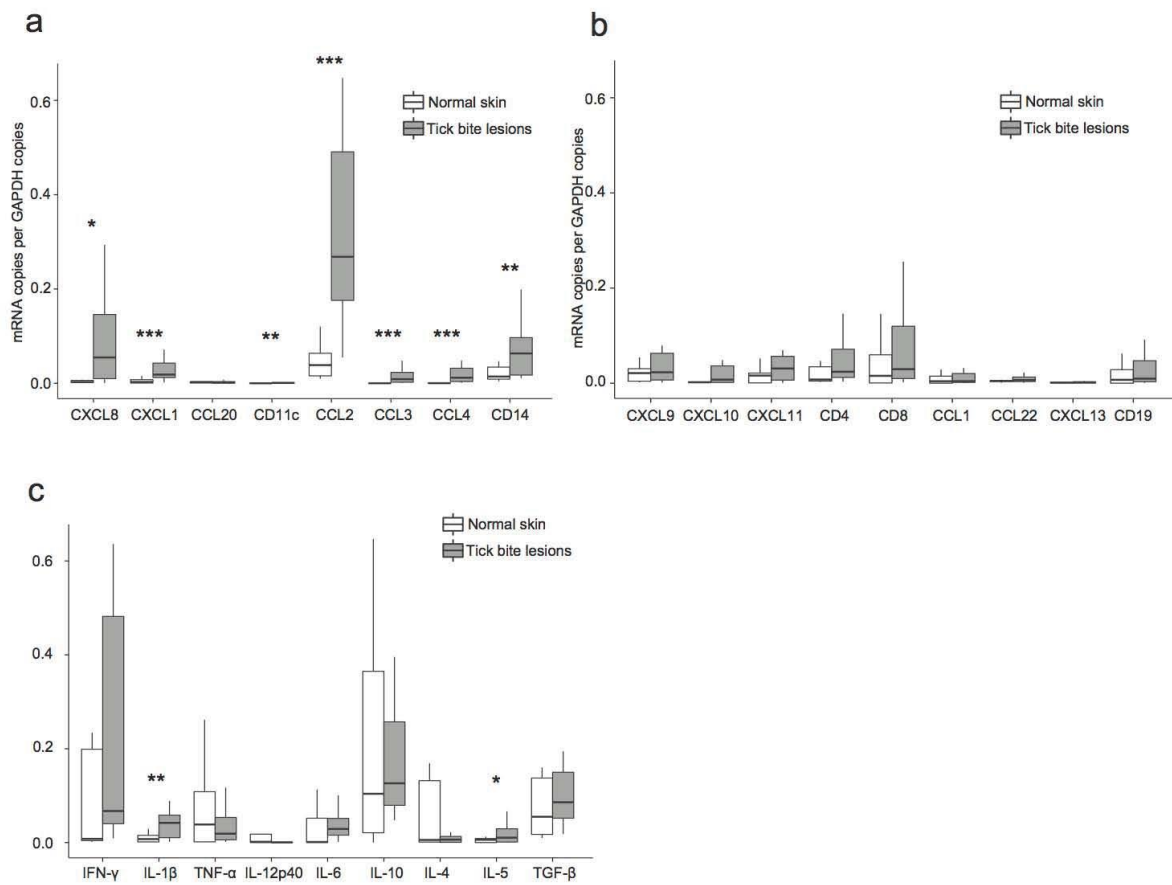 a
mRNA copies per GAPDH copies
0.6
0.4
0.2
0.0
***
*
***
**
***
***
**
Normal skin
Tick bite lesions
CXCL8 CXCL1 CCL20 CD11c CCL2 CCL3 CCL4 CD14
b
mRNA copies per GAPDH copies
0.6
0.4
0.2
0.0
Normal skin
Tick bite lesions
CXCL9 CXCL10 CXCL11 CD4 CD8 CCL1 CCL22 CXCL13 CD19
c
0.6
0.4
0.2
0.0
Normal skin
Tick bite lesions
**
*
IFN-γ IL-1β TNF-α IL-12p40 IL-6 IL-10 IL-4 IL-5 TGF-β